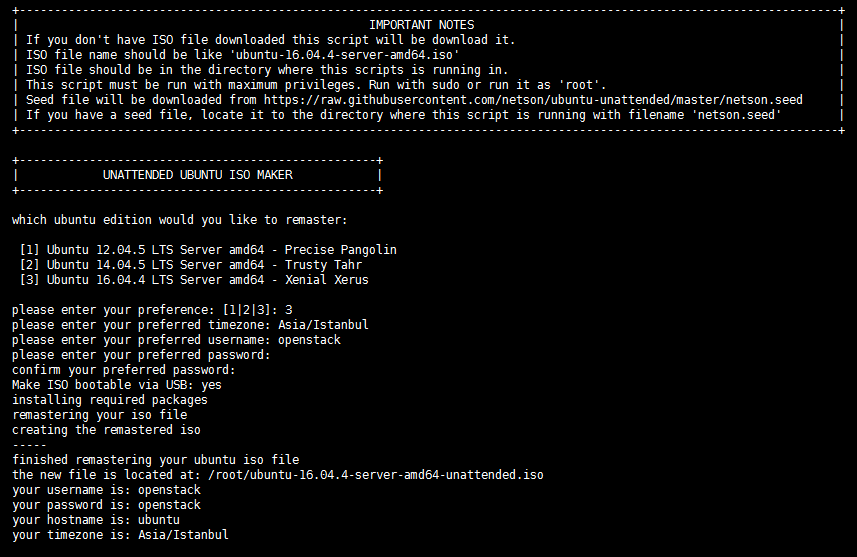 +---------------------------------------------------------------------------------------------------------------------+
|                                                  IMPORTANT NOTES                                                    |
| If you don't have ISO file downloaded this script will be download it.                                              |
| ISO file name should be like 'ubuntu-16.04.4-server-amd64.iso'                                                      |
| ISO file should be in the directory where this scripts is running in.                                               |
| This script must be run with maximum privileges. Run with sudo or run it as 'root'.                                 |
| Seed file will be downloaded from https://raw.githubusercontent.com/netson/ubuntu-unattended/master/netson.seed     |
| If you have a seed file, locate it to the directory where this script is running with filename 'netson.seed'        |
+---------------------------------------------------------------------------------------------------------------------+
+---------------------------------------------------+
|            UNATTENDED UBUNTU ISO MAKER            |
+---------------------------------------------------+
which ubuntu edition would you like to remaster:
[1] Ubuntu 12.04.5 LTS Server amd64 - Precise Pangolin
[2] Ubuntu 14.04.5 LTS Server amd64 - Trusty Tahr
[3] Ubuntu 16.04.4 LTS Server amd64 - Xenial Xerus
please enter your preference: [1|2|3]: 3
please enter your preferred timezone: Asia/Istanbul
please enter your preferred username: openstack
please enter your preferred password:
confirm your preferred password:
Make ISO bootable via USB: yes
installing required packages
remastering your iso file
creating the remastered iso
-----
finished remastering your ubuntu iso file
the new file is located at: /root/ubuntu-16.04.4-server-amd64-unattended.iso
your username is: openstack
your password is: openstack
your hostname is: ubuntu
your timezone is: Asia/Istanbul